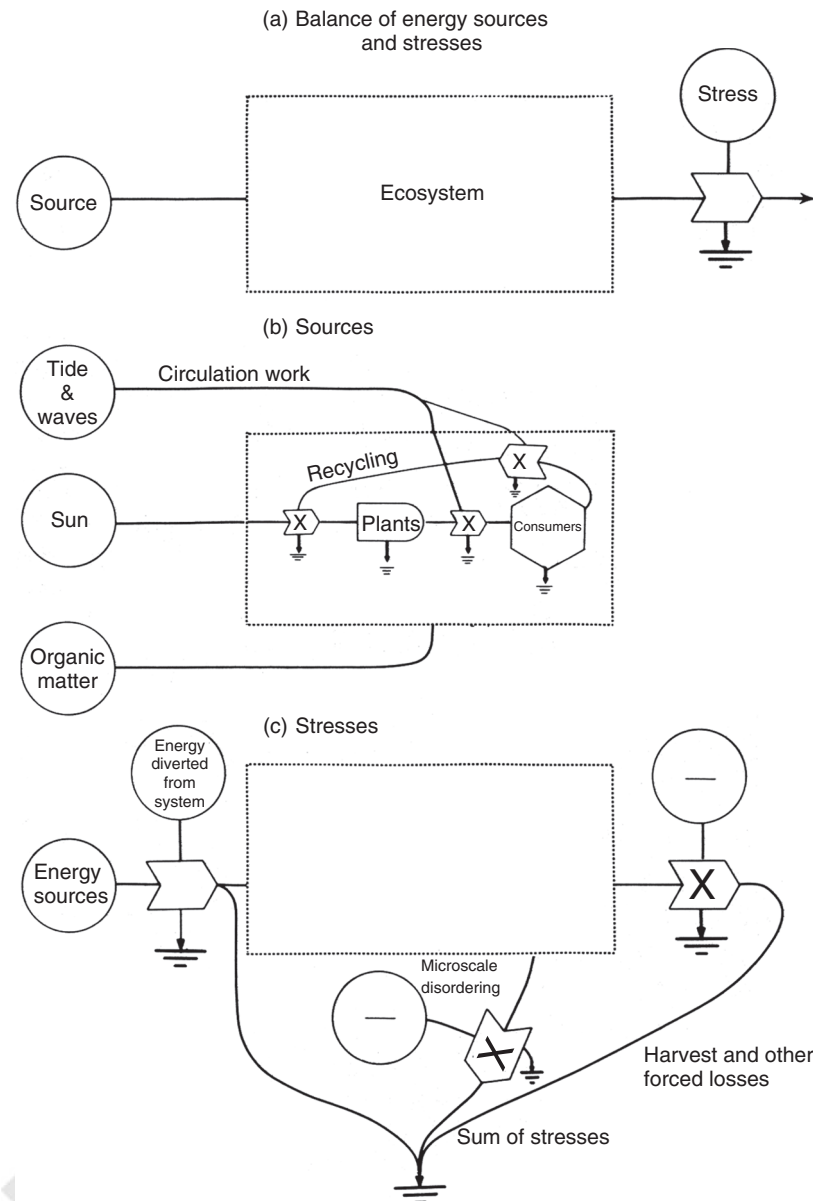 (a) Balance of energy sources
and stresses
Stress
Source
Ecosystem
(b) Sources
Tide
&
waves
Circulation work
Recycling
X
Sun
X
Plants
X
Consumers
Organic
matter
(c) Stresses
Energy
diverted
from
system
—
Energy
sources
X
Microscale
disordering
—
X
Harvest and other
forced losses
Sum of stresses